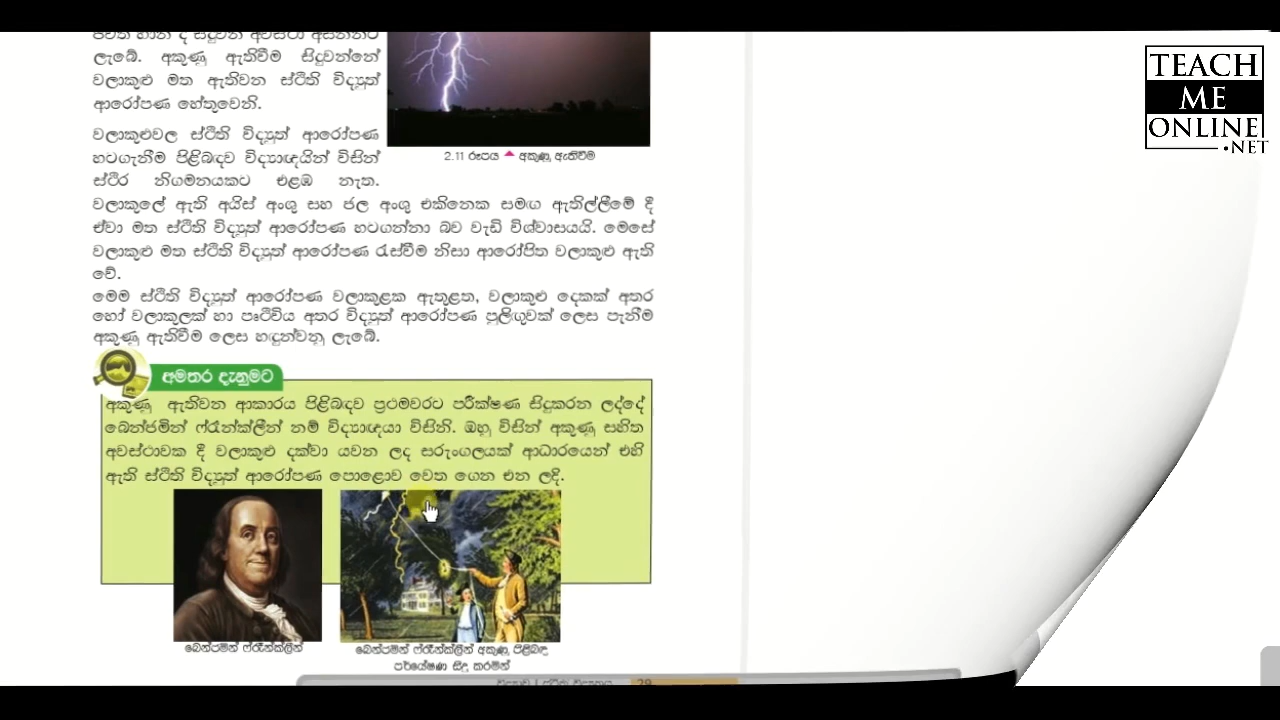 ලැබේ. අකුණු ඇතිවීම සිදුවන්නේ
වලාකුළු මත ඇතිවන ස්ථිති විද්‍යුත්
ආරෝපණ හේතුවෙනි.
2.11 රූපය ▲ අකුණු ඇතිවීම
වලාකුළුවල ස්ථිති විද්‍යුත් ආරෝපණ
හටගැනීම පිළිබඳව විද්‍යාඥයින් විසින්
ස්ථිර නිගමනයකට එළඹ නැත.
වලාකුලේ ඇති අයිස් අංශු සහ ජල අංශු එකිනෙක සමඟ ඇතිල්ලීමේ දී
ඒවා මත ස්ථිති විද්‍යුත් ආරෝපණ හටගන්නා බව වැඩි විශ්වාසයයි. මෙසේ
වලාකුළු මත ස්ථිති විද්‍යුත් ආරෝපණ රැස්වීම නිසා ආරෝපිත වලාකුළු ඇති
වේ.
මෙම ස්ථිති විද්‍යුත් ආරෝපණ වලාකුළක ඇතුළත, වලාකුළු දෙකක් අතර
හෝ වලාකුලක් හා පෘථිවිය අතර විද්‍යුත් ආරෝපණ පුලිඟුවක් ලෙස පැනීම
අකුණු ඇතිවීම ලෙස හඳුන්වනු ලැබේ.
අමතර දැනුමට
අකුණු ඇතිවන ආකාරය පිළිබඳව ප්‍රථමවරට පරීක්ෂණ සිදුකරන ලද්දේ
බෙන්ජමින් ෆ්රෑන්ක්ලින් නම් විද්‍යාඥයා විසිනි. ඔහු විසින් අකුණු සහිත
අවස්ථාවක දී වලාකුළු දක්වා යවන ලද සරුංගලයක් ආධාරයෙන් එහි
ඇති ස්ථිති විද්‍යුත් ආරෝපණ පොළොව වෙත ගෙන එන ලදි.
බෙන්ජමින් ෆ්රෑන්ක්ලින්
බෙන්ජමින් ෆ්රෑන්ක්ලින් අකුණු පිළිබඳ
පර්යේෂණ සිදු කරමින්
TEACH
ME
ONLINE
.NET